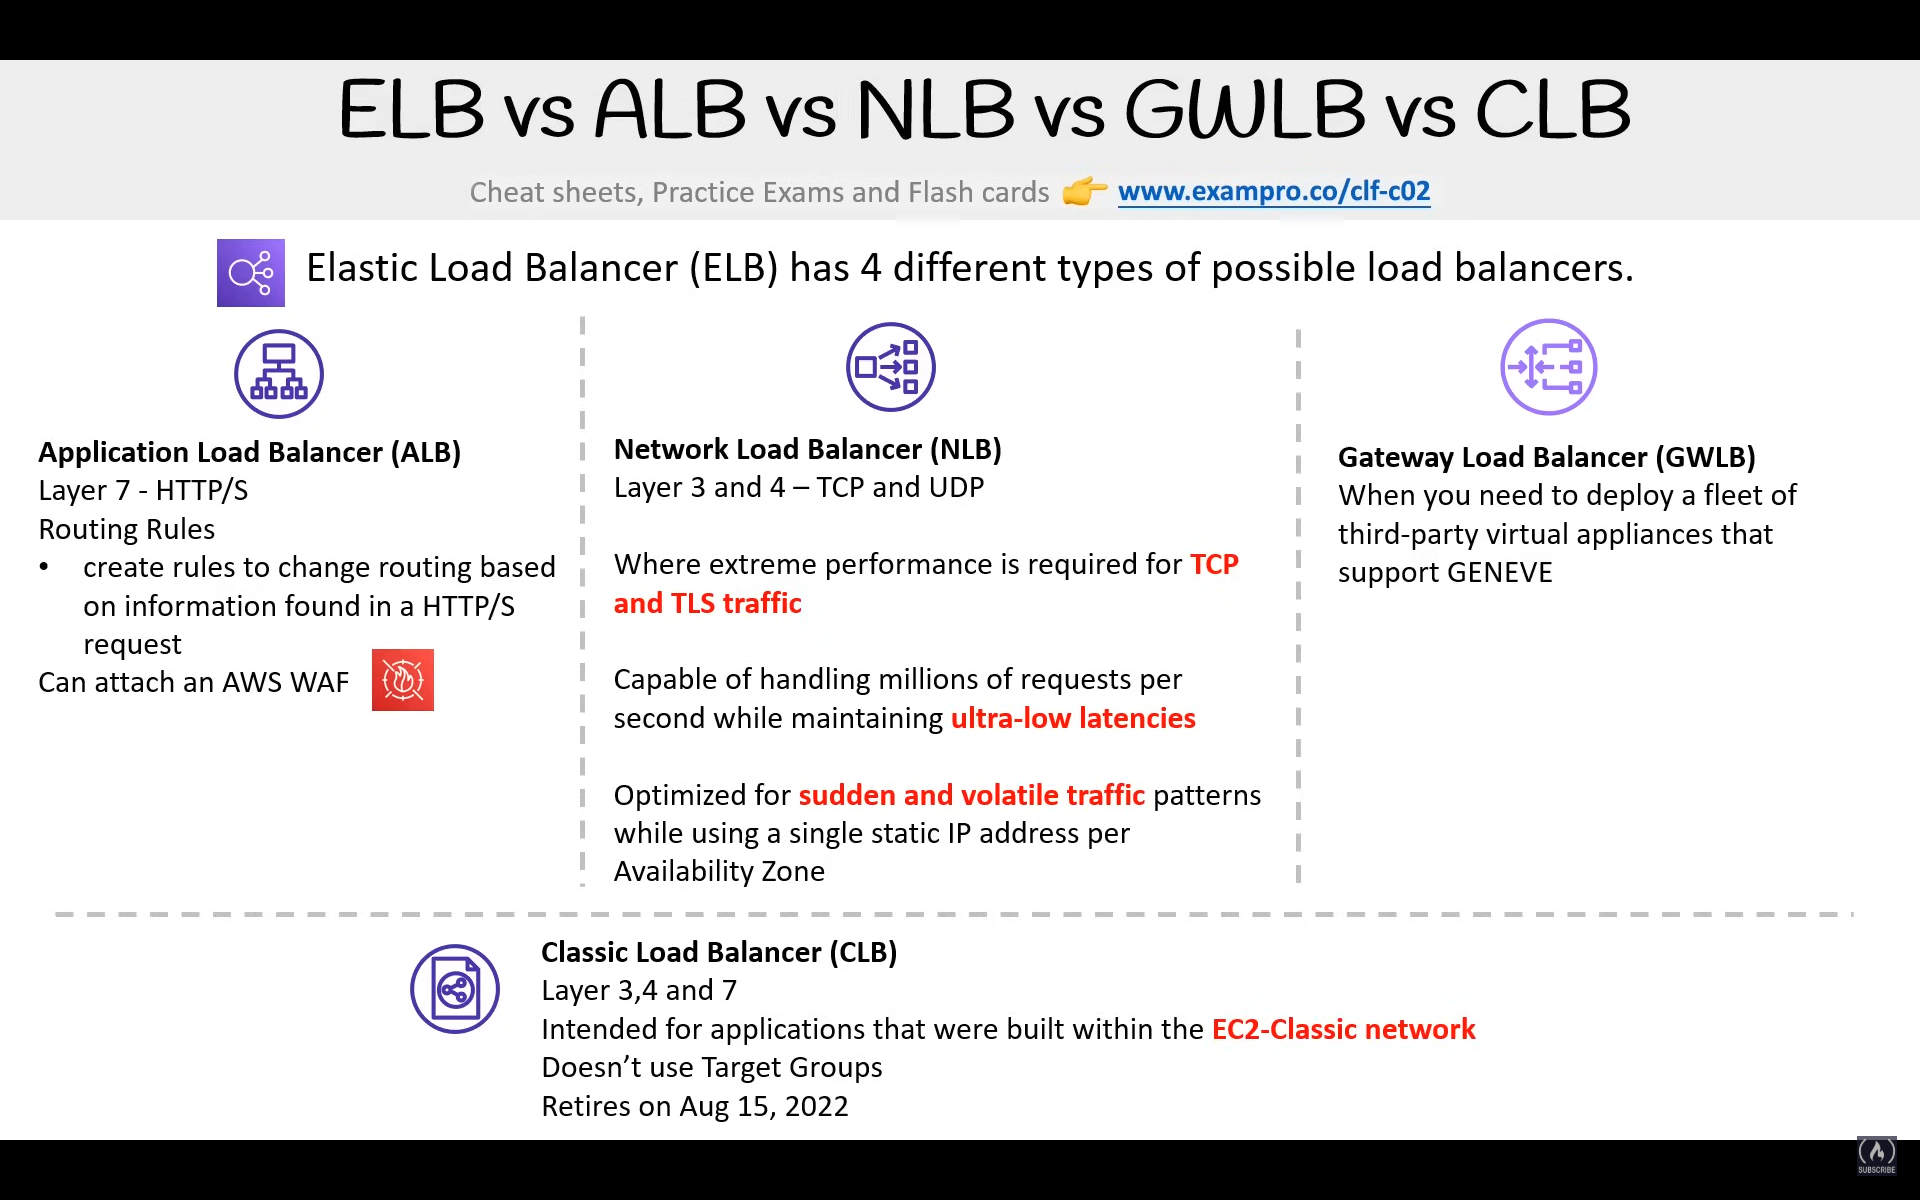 ELB vs ALB vs NLB vs GWLB vs CLB
Cheat sheets, Practice Exams and Flash cards 👉 www.exampro.co/clf-c02
Elastic Load Balancer (ELB) has 4 different types of possible load balancers.
Application Load Balancer (ALB)
Layer 7 - HTTP/S
Routing Rules
• create rules to change routing based
on information found in a HTTP/S
request
Can attach an AWS WAF
Network Load Balancer (NLB)
Layer 3 and 4 – TCP and UDP
Where extreme performance is required for TCP
and TLS traffic
Capable of handling millions of requests per
second while maintaining ultra-low latencies
Optimized for sudden and volatile traffic patterns
while using a single static IP address per
Availability Zone
Gateway Load Balancer (GWLB)
When you need to deploy a fleet of
third-party virtual appliances that
support GENEVE
Classic Load Balancer (CLB)
Layer 3,4 and 7
Intended for applications that were built within the EC2-Classic network
Doesn’t use Target Groups
Retires on Aug 15, 2022
SUBSCRIBE